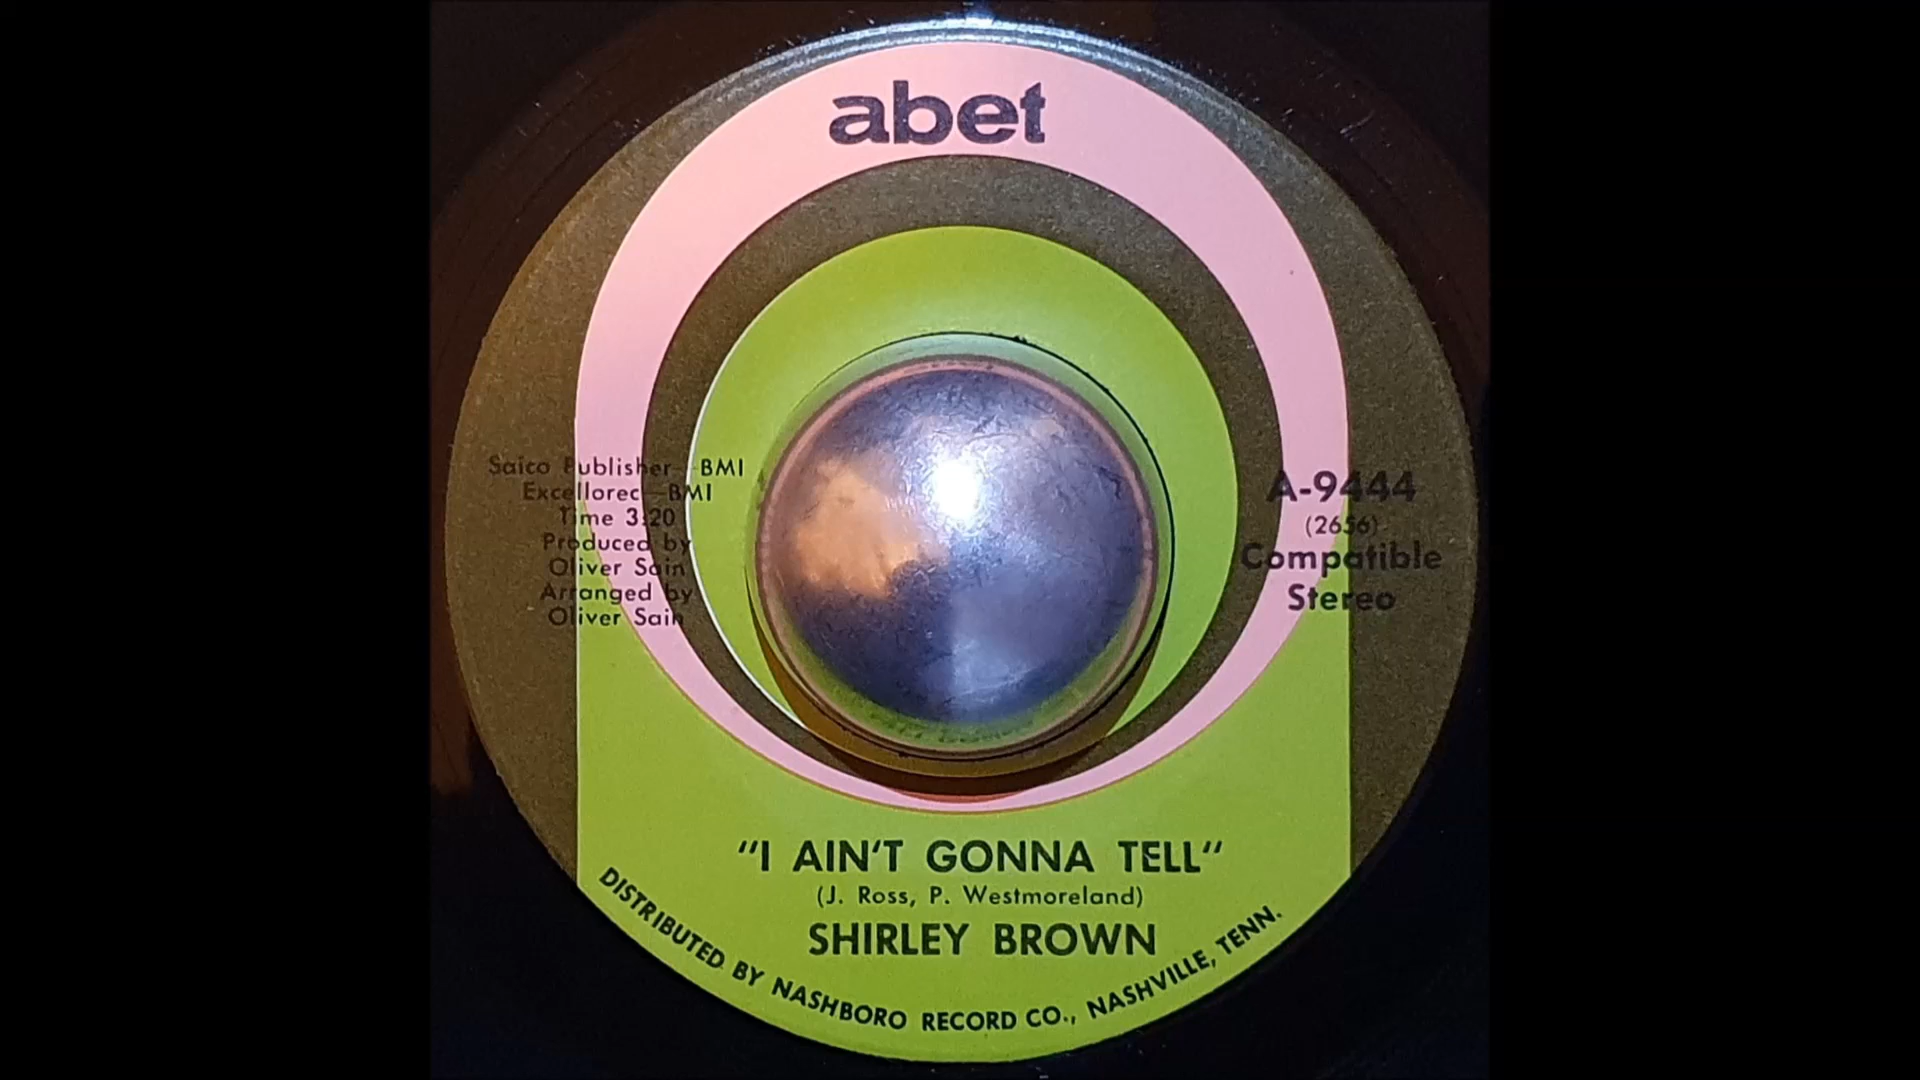 abet
Saico Publisher—BMI
Excellorec—BMI
Time 3:20
Produced by
Oliver Sain
Arranged by
Oliver Sain
A-9444
(2656)
Compatible
Stereo
"I AIN'T GONNA TELL"
(J. Ross, P. Westmoreland)
SHIRLEY BROWN
DISTRIBUTED BY NASHBORO RECORD CO., NASHVILLE, TENN.